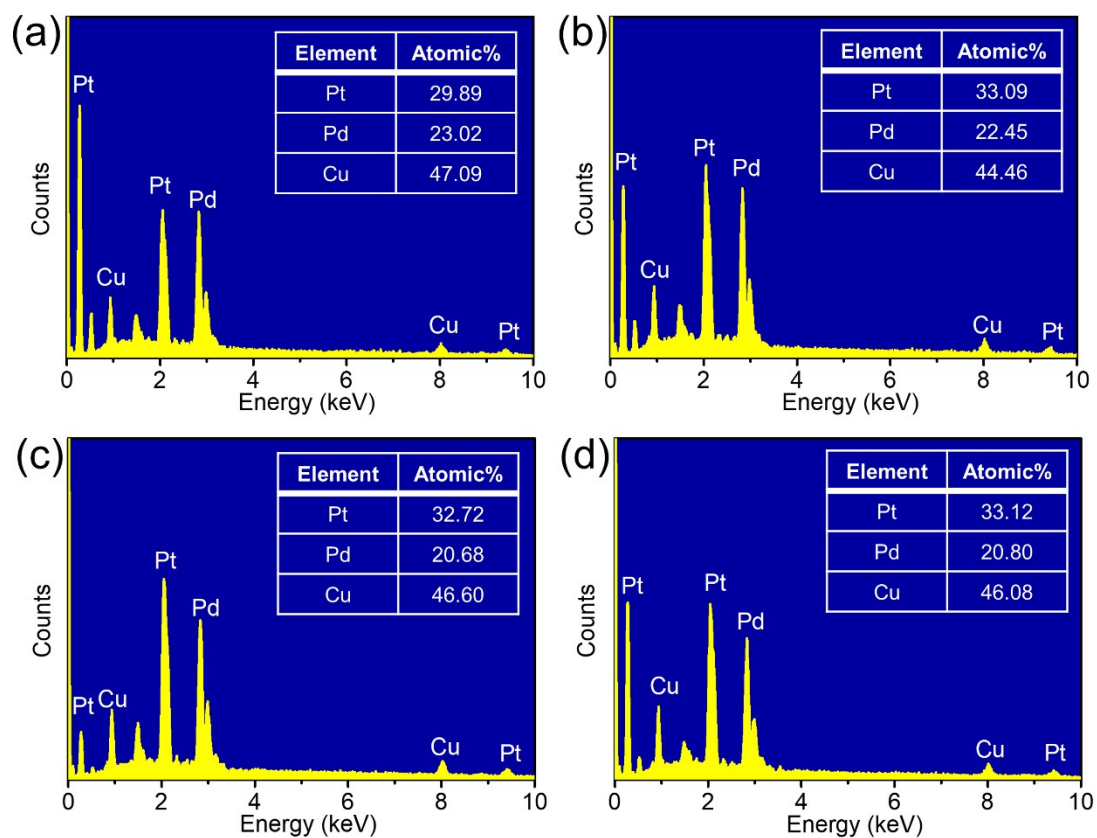 (a)
Element Atomic%
Pt 29.89
Pd 23.02
Cu 47.09
Pt
Cu
Pt
Pd
Cu
Pt
Counts
0 2 4 6 8 10
Energy (keV)
(b)
Element Atomic%
Pt 33.09
Pd 22.45
Cu 44.46
Pt
Cu
Pt
Pd
Cu
Pt
Counts
0 2 4 6 8 10
Energy (keV)
(c)
Element Atomic%
Pt 32.72
Pd 20.68
Cu 46.60
Pt
Cu
Pt
Pd
Cu
Pt
Counts
0 2 4 6 8 10
Energy (keV)
(d)
Element Atomic%
Pt 33.12
Pd 20.80
Cu 46.08
Pt
Cu
Pt
Pd
Cu
Pt
Counts
0 2 4 6 8 10
Energy (keV)